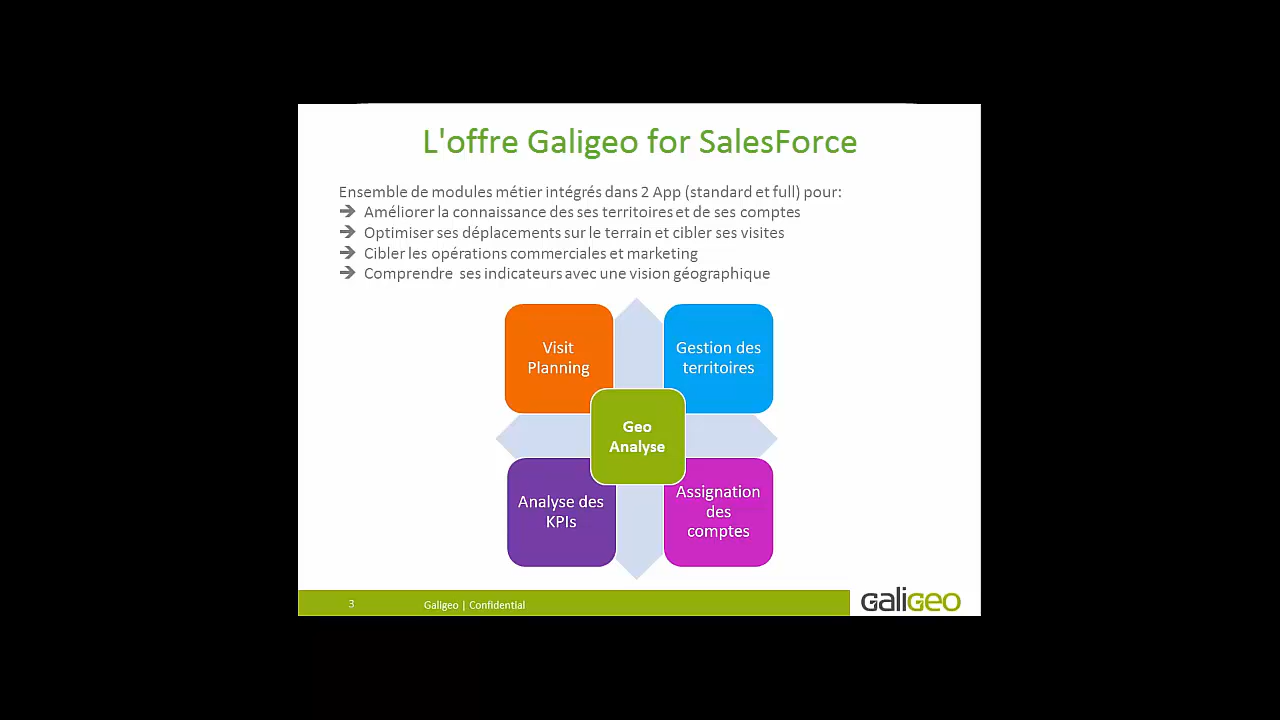 L'offre Galigeo for SalesForce
Ensemble de modules métier intégrés dans 2 App (standard et full) pour:
➔ Améliorer la connaissance des ses territoires et de ses comptes
➔ Optimiser ses déplacements sur le terrain et cibler ses visites
➔ Cibler les opérations commerciales et marketing
➔ Comprendre ses indicateurs avec une vision géographique
Visit
Planning
Gestion des
territoires
Geo
Analyse
Analyse des
KPIs
Assignation
des
comptes
3
Galigeo | Confidential
GALIGEO